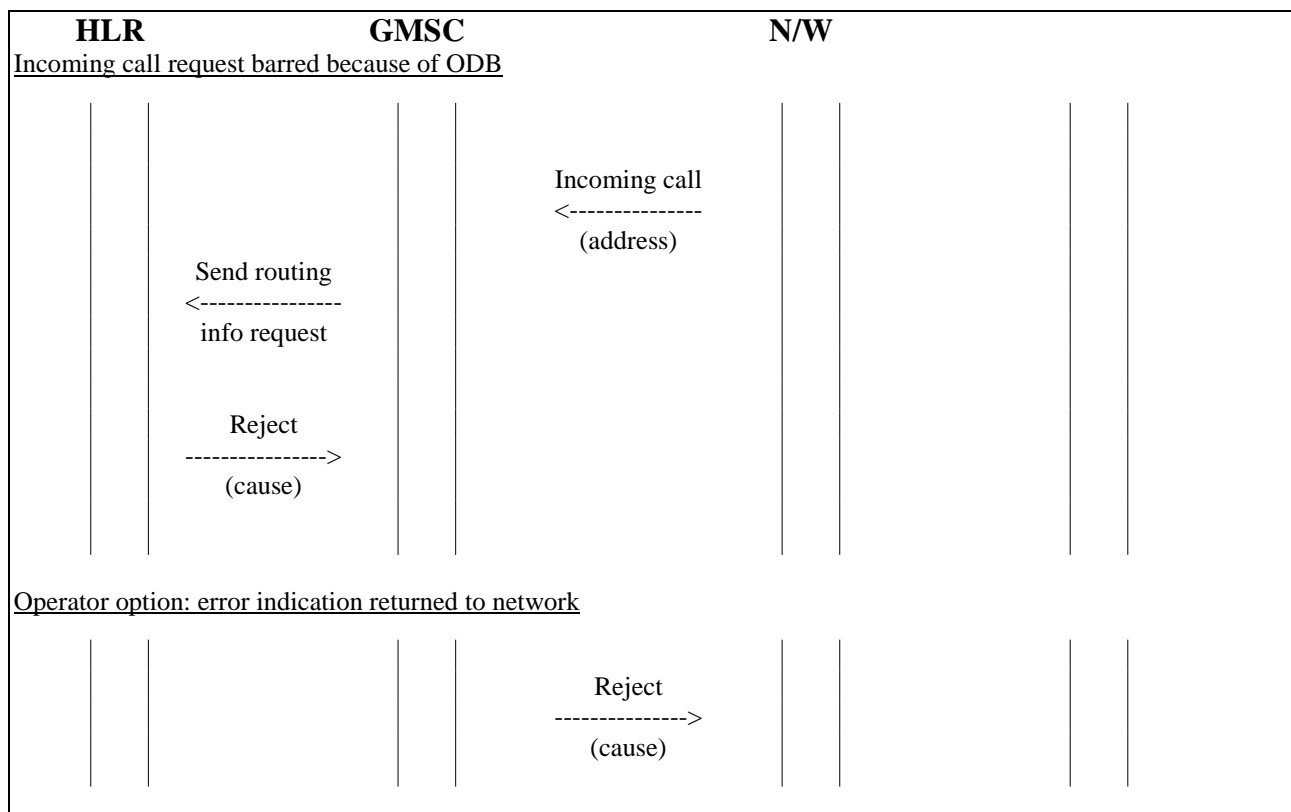 HLR GMSC N/W
Incoming call request barred because of ODB
Incoming call
<---------------
(address)
Send routing
<----------------
info request
Reject
---------------->
(cause)
Operator option: error indication returned to network
Reject
--------------->
(cause)